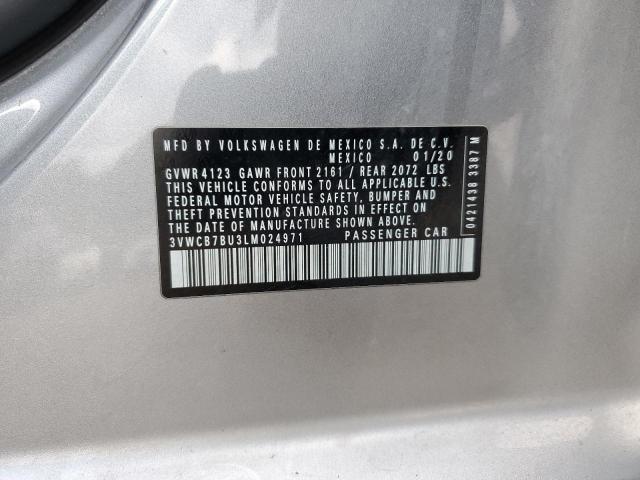 MFD BY VOLKSWAGEN DE MEXICO S.A. DE C.V.
MEXICO 01/20
GVWR 4123 GAWR FRONT 2161 / REAR 2072 LBS
THIS VEHICLE CONFORMS TO ALL APPLICABLE U.S.
FEDERAL MOTOR VEHICLE SAFETY, BUMPER AND
THEFT PREVENTION STANDARDS IN EFFECT ON
THE DATE OF MANUFACTURE SHOWN ABOVE.
3VWCB7BU3LM024971 PASSENGER CAR
0421438 3387 M